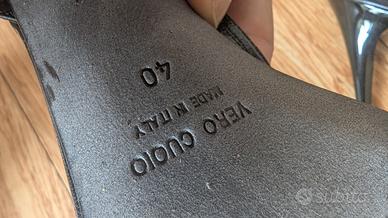 VERO CUOIO
MADE IN ITALY
40
subito